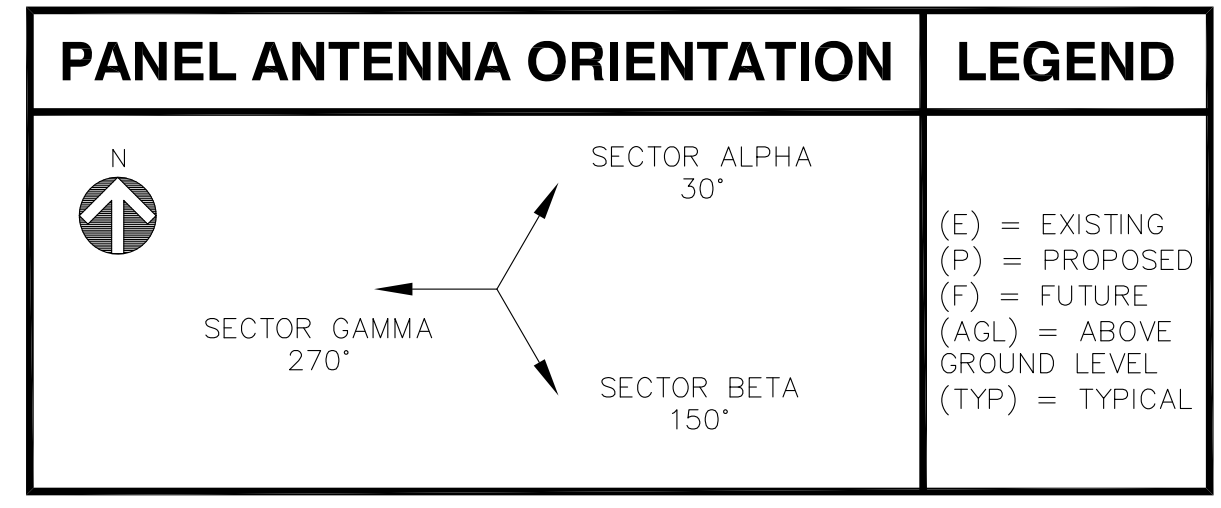 PANEL ANTENNA ORIENTATION
LEGEND
N
SECTOR ALPHA
30°
SECTOR GAMMA
270°
SECTOR BETA
150°
(E) = EXISTING
(P) = PROPOSED
(F) = FUTURE
(AGL) = ABOVE
GROUND LEVEL
(TYP) = TYPICAL